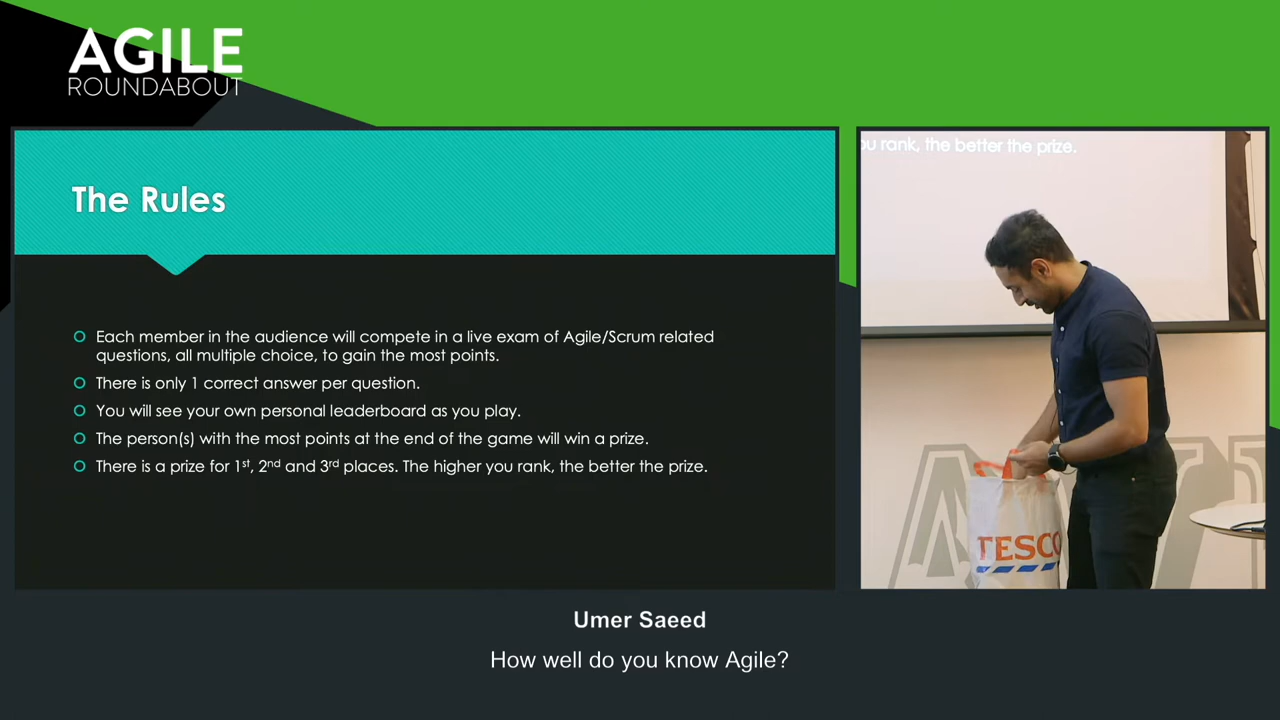 AGILE
ROUNDABOUT
The Rules
Each member in the audience will compete in a live exam of Agile/Scrum related
questions, all multiple choice, to gain the most points.
There is only 1 correct answer per question.
You will see your own personal leaderboard as you play.
The person(s) with the most points at the end of the game will win a prize.
There is a prize for 1st, 2nd and 3rd places. The higher you rank, the better the prize.
ou rank, the better the prize.
TESCO
Umer Saeed
How well do you know Agile?